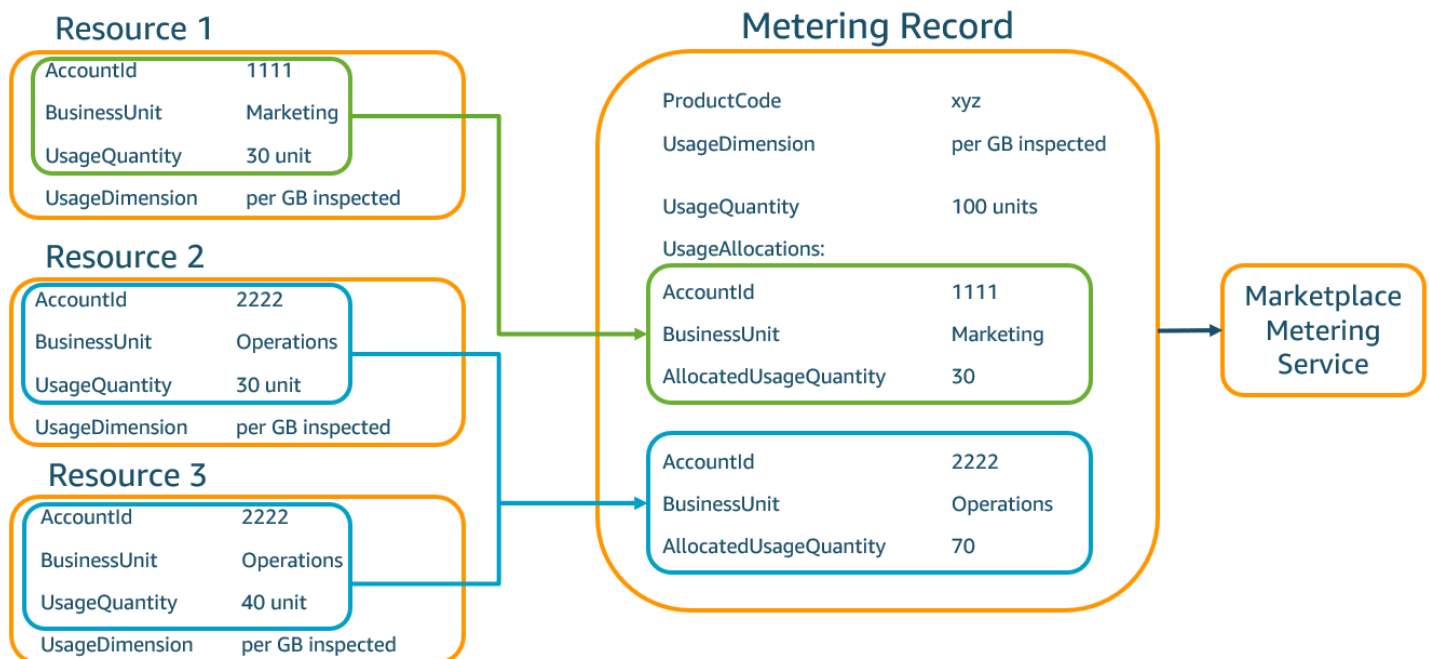 Resource 1
AccountId 1111
BusinessUnit Marketing
UsageQuantity 30 unit
UsageDimension per GB inspected
Resource 2
AccountId 2222
BusinessUnit Operations
UsageQuantity 30 unit
UsageDimension per GB inspected
Resource 3
AccountId 2222
BusinessUnit Operations
UsageQuantity 40 unit
UsageDimension per GB inspected
Metering Record
ProductCode xyz
UsageDimension per GB inspected
UsageQuantity 100 units
UsageAllocations:
AccountId 1111
BusinessUnit Marketing
AllocatedUsageQuantity 30
AccountId 2222
BusinessUnit Operations
AllocatedUsageQuantity 70
Marketplace
Metering
Service